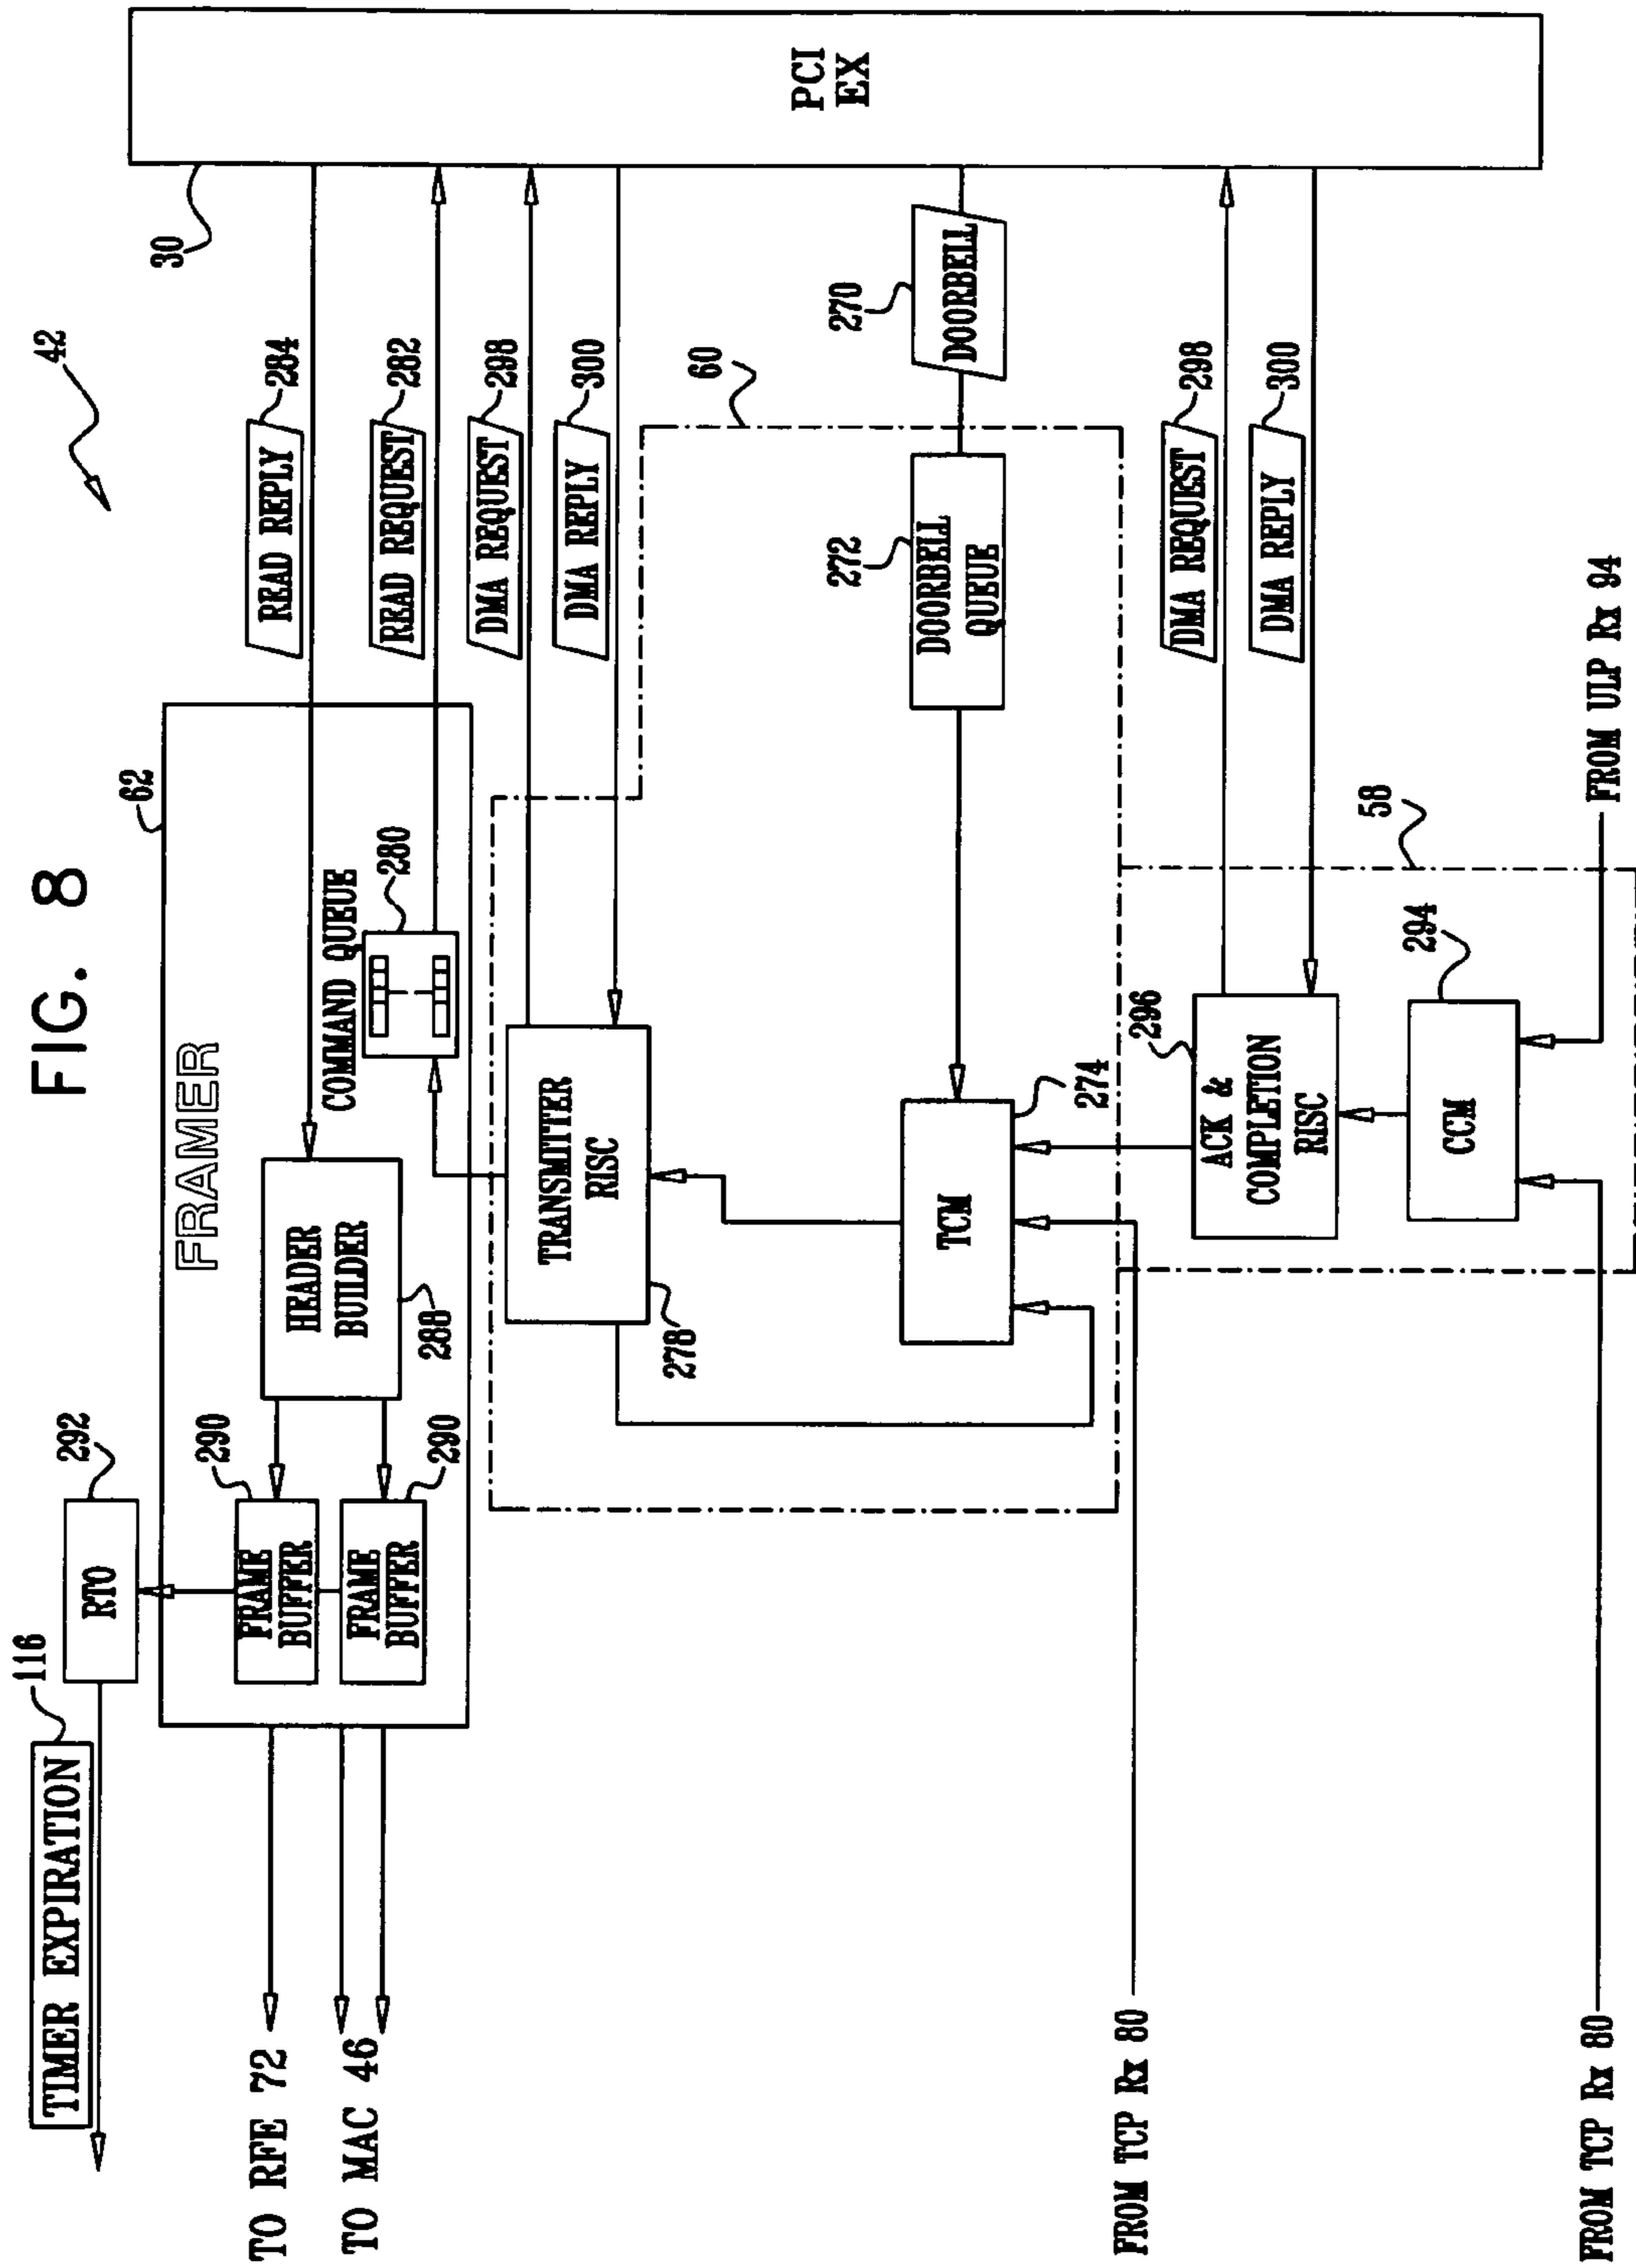 FIG. 8
42
TIMER EXPIRATION
116
RTO
292
FRAMER
62
TO RFE 72
TO MAC 46
FRAME
BUFFER
290
FRAME
BUFFER
290
HEADER
BUILDER
288
COMMAND QUEUE
280
READ REPLY
284
READ REQUEST
282
DMA REQUEST
298
DMA REPLY
300
30
PCI
EX
TRANSMITTER
RISC
278
60
DOORBELL
270
DOORBELL
QUEUE
272
TCM
274
FROM TCP Rx 80
DMA REQUEST
298
DMA REPLY
300
ACK &
COMPLETION
RISC
296
58
CCM
294
FROM TCP Rx 80
FROM ULP Rx 94